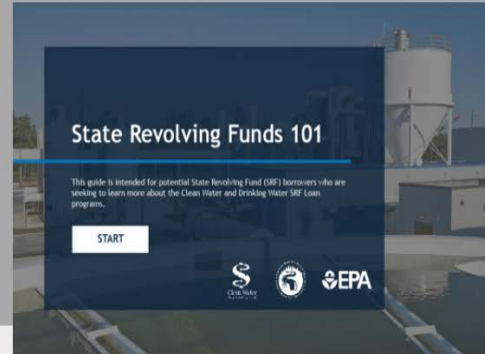 State Revolving Funds 101
This guide is intended for potential State Revolving Fund (SRF) borrowers who are
seeking to learn more about the Clean Water and Drinking Water SRF Loan
programs.
START
Clean Water
EPA